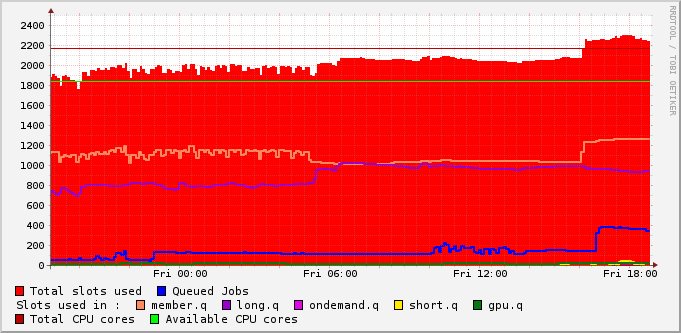 RRDTOOL / TOBI OETIKER
2400
2200
2000
1800
1600
1400
1200
1000
800
600
400
200
0
Fri 00:00 Fri 06:00 Fri 12:00 Fri 18:00
Total slots used Queued Jobs
Slots used in : member.q long.q ondemand.q short.q gpu.q
Total CPU cores Available CPU cores